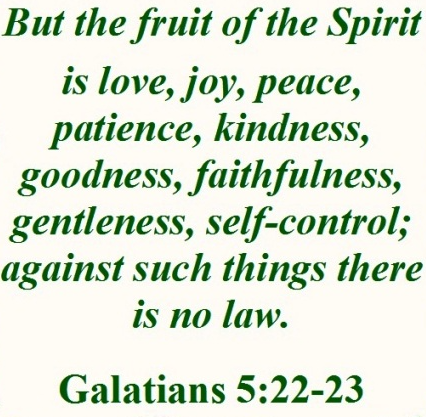 But the fruit of the Spirit
is love, joy, peace,
patience, kindness,
goodness, faithfulness,
gentleness, self-control;
against such things there
is no law.
Galatians 5:22-23